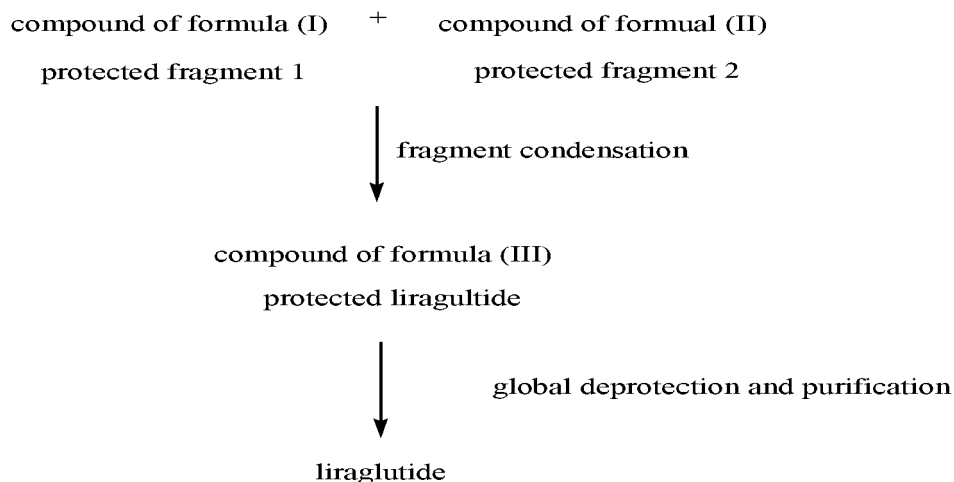 compound of formula (I) + compound of formual (II)
protected fragment 1 protected fragment 2
fragment condensation
compound of formula (III)
protected liragultide
global deprotection and purification
liraglutide